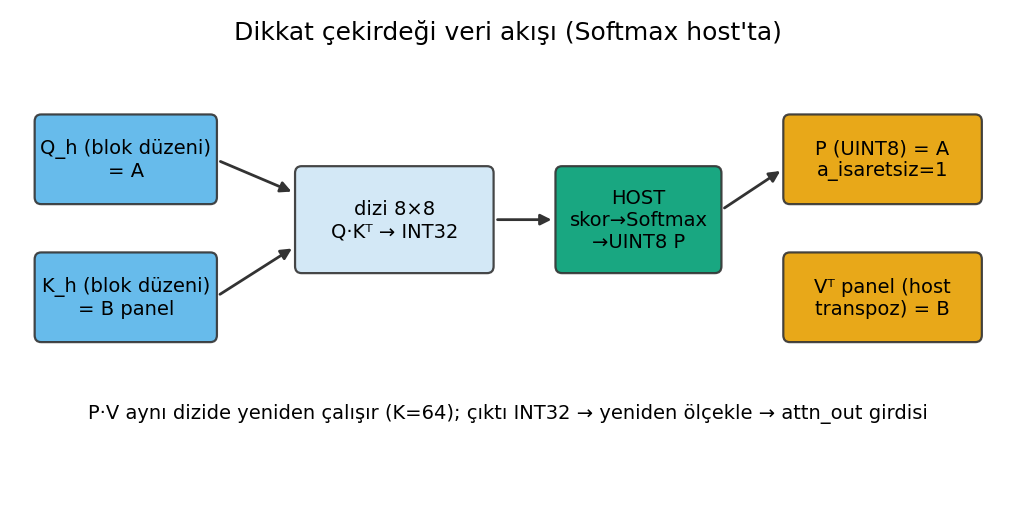 Dikkat çekirdeği veri akışı (Softmax host'ta)
Q_h (blok düzeni)
= A
K_h (blok düzeni)
= B panel
dizi 8×8
Q·Kᵀ → INT32
HOST
skor→Softmax
→UINT8 P
P (UINT8) = A
a_isaretsiz=1
Vᵀ panel (host
transpoz) = B
P·V aynı dizide yeniden çalışır (K=64); çıktı INT32 → yeniden ölçekle → attn_out girdisi